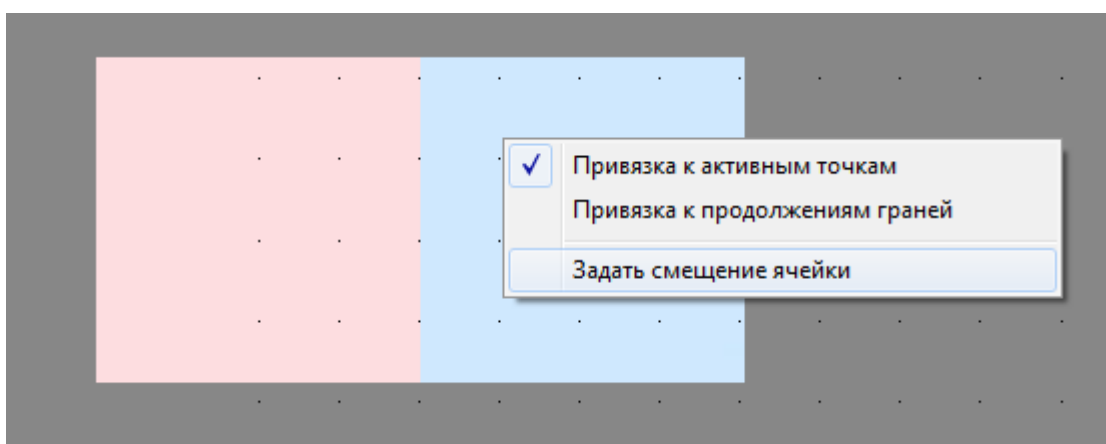 Привязка к активным точкам
Привязка к продолжениям граней
Задать смещение ячейки